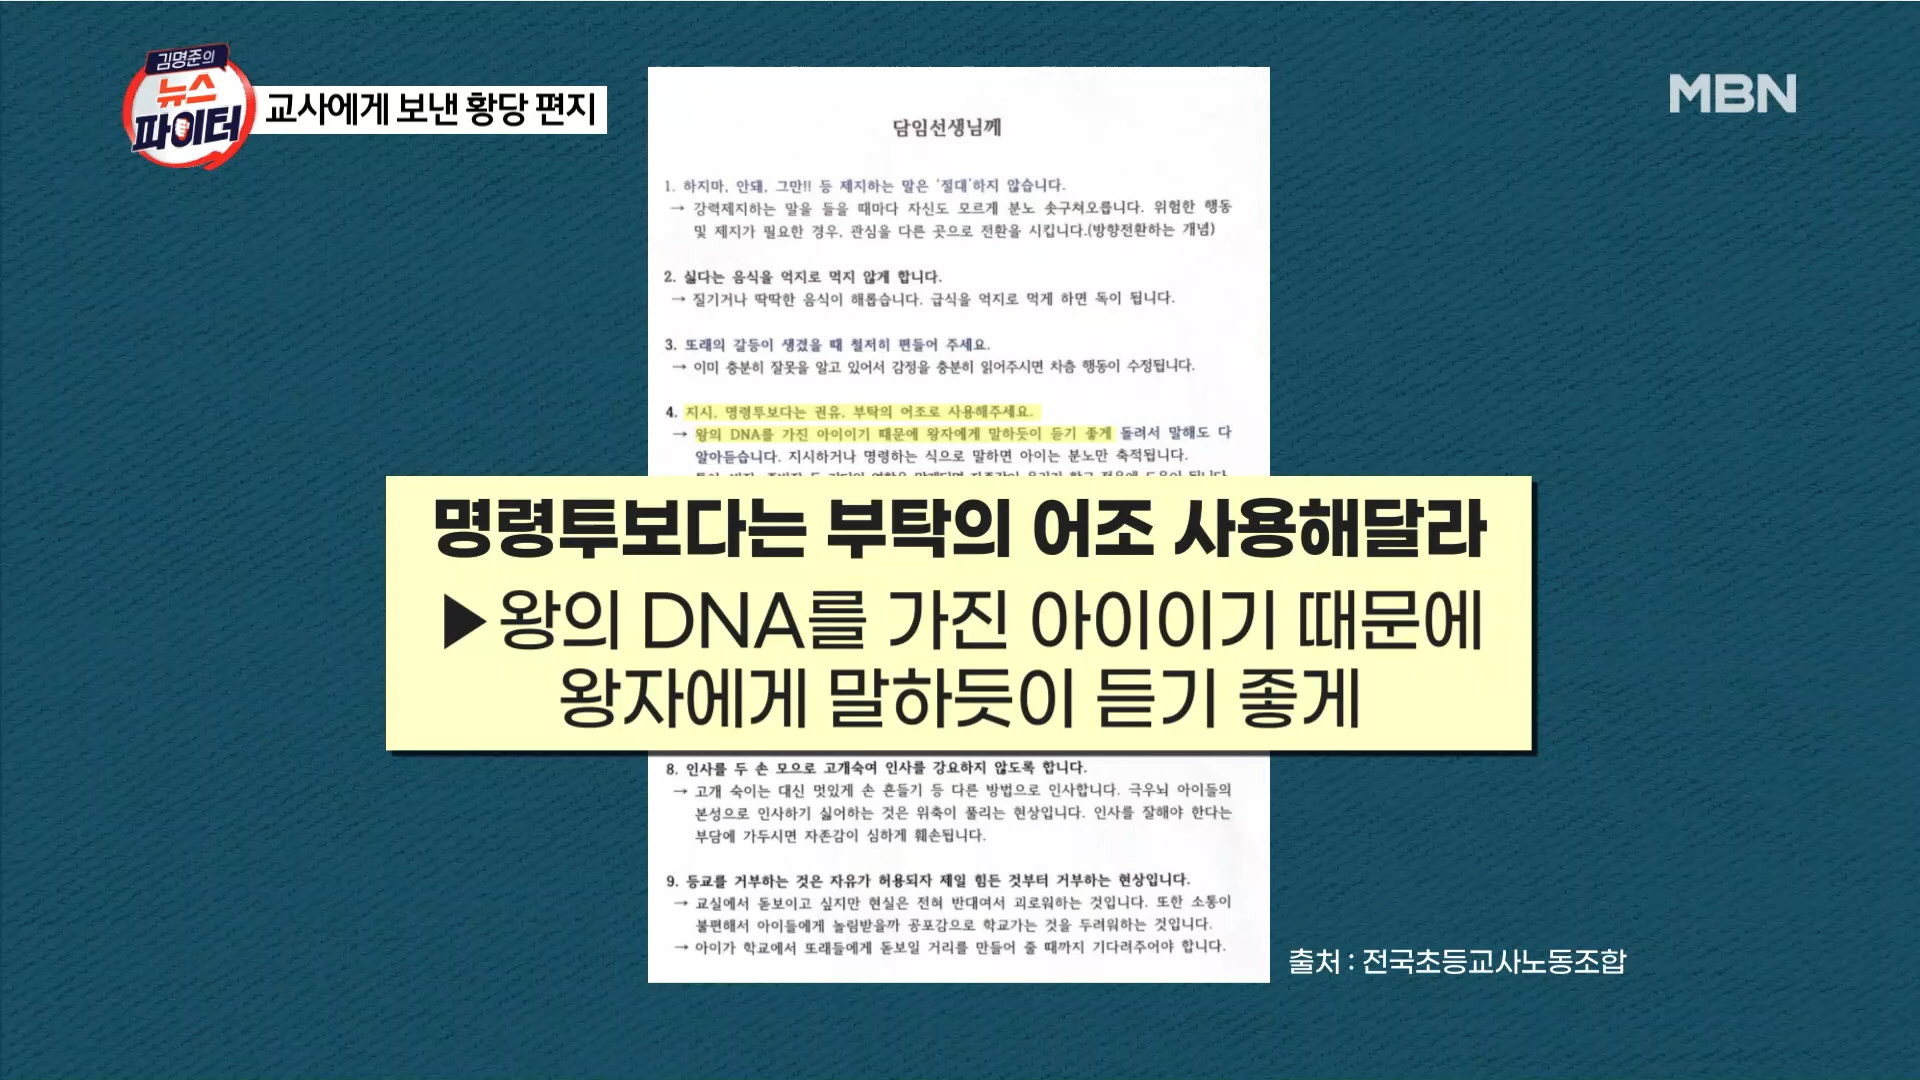 김명준의
뉴스
파이터
교사에게 보낸 황당 편지
MBN
담임선생님께
1. 하지마, 안돼, 그만!! 등 제지하는 말은 '절대'하지 않습니다.
→ 강력제지하는 말을 들을 때마다 자신도 모르게 분노 솟구쳐오릅니다. 위험한 행동
및 제지가 필요한 경우, 관심을 다른 곳으로 전환을 시킵니다.(방향전환하는 개념)
2. 싫다는 음식을 억지로 먹지 않게 합니다.
→ 질기거나 딱딱한 음식이 해롭습니다. 급식을 억지로 먹게 하면 독이 됩니다.
3. 또래의 갈등이 생겼을 때 철저히 편들어 주세요.
→ 이미 충분히 잘못을 알고 있어서 감정을 충분히 읽어주시면 차츰 행동이 수정됩니다.
4. 지시, 명령투보다는 권유, 부탁의 어조로 사용해주세요.
→ 왕의 DNA를 가진 아이이기 때문에 왕자에게 말하듯이 듣기 좋게 돌려서 말해도 다
알아듣습니다. 지시하거나 명령하는 식으로 말하면 아이는 분노만 축적됩니다.
명령투보다는 부탁의 어조 사용해달라
▶왕의 DNA를 가진 아이이기 때문에
왕자에게 말하듯이 듣기 좋게
8. 인사를 두 손 모으로 고개숙여 인사를 강요하지 않도록 합니다.
→ 고개 숙이는 대신 멋있게 손 흔들기 등 다른 방법으로 인사합니다. 극우뇌 아이들의
본성으로 인사하기 싫어하는 것은 위축이 풀리는 현상입니다. 인사를 잘해야 한다는
부담에 가두시면 자존감이 심하게 훼손됩니다.
9. 등교를 거부하는 것은 자유가 허용되자 제일 힘든 것부터 거부하는 현상입니다.
→ 교실에서 돋보이고 싶지만 현실은 전혀 반대여서 괴로워하는 것입니다. 또한 소통이
불편해서 아이들에게 놀림받을까 공포감으로 학교가는 것을 두려워하는 것입니다.
→ 아이가 학교에서 또래들에게 돋보일 거리를 만들어 줄 때까지 기다려주어야 합니다.
출처 : 전국초등교사노동조합